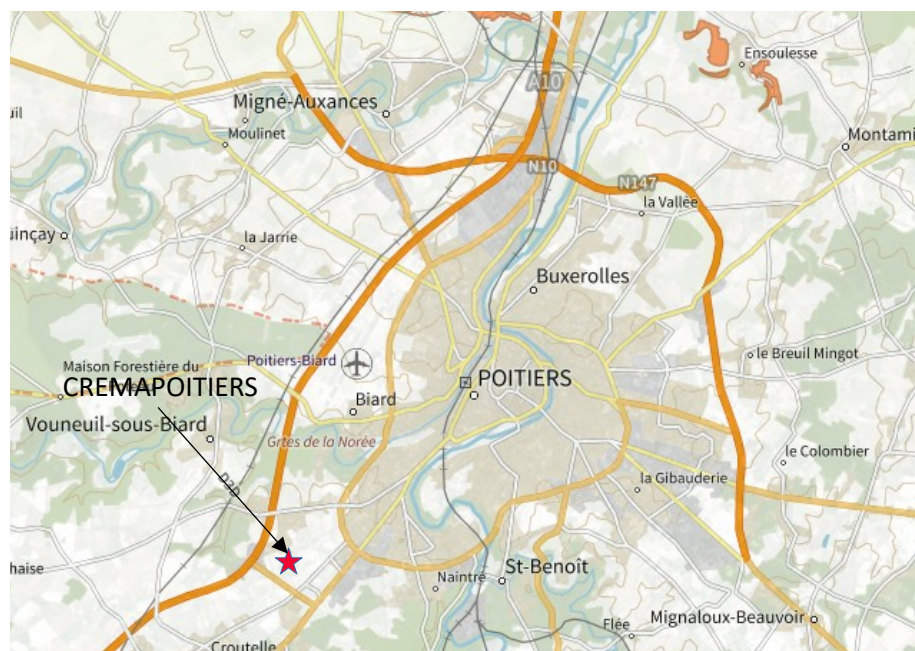 Ensoulesse
A10
Migné-Auxances
Moulinet
Montami
N10
N147
la Vallée
uinçay
la Jarrie
Buxerolles
Poitiers-Biard
le Breuil Mingot
Maison Forestière du
CREMAPOITIERS
POITIERS
Biard
Vouneuil-sous-Biard
Grtes de la Norée
le Colombier
la Gibauderie
haise
Naintré
St-Benoît
Flée
Mignaloux-Beauvoir
Croutelle